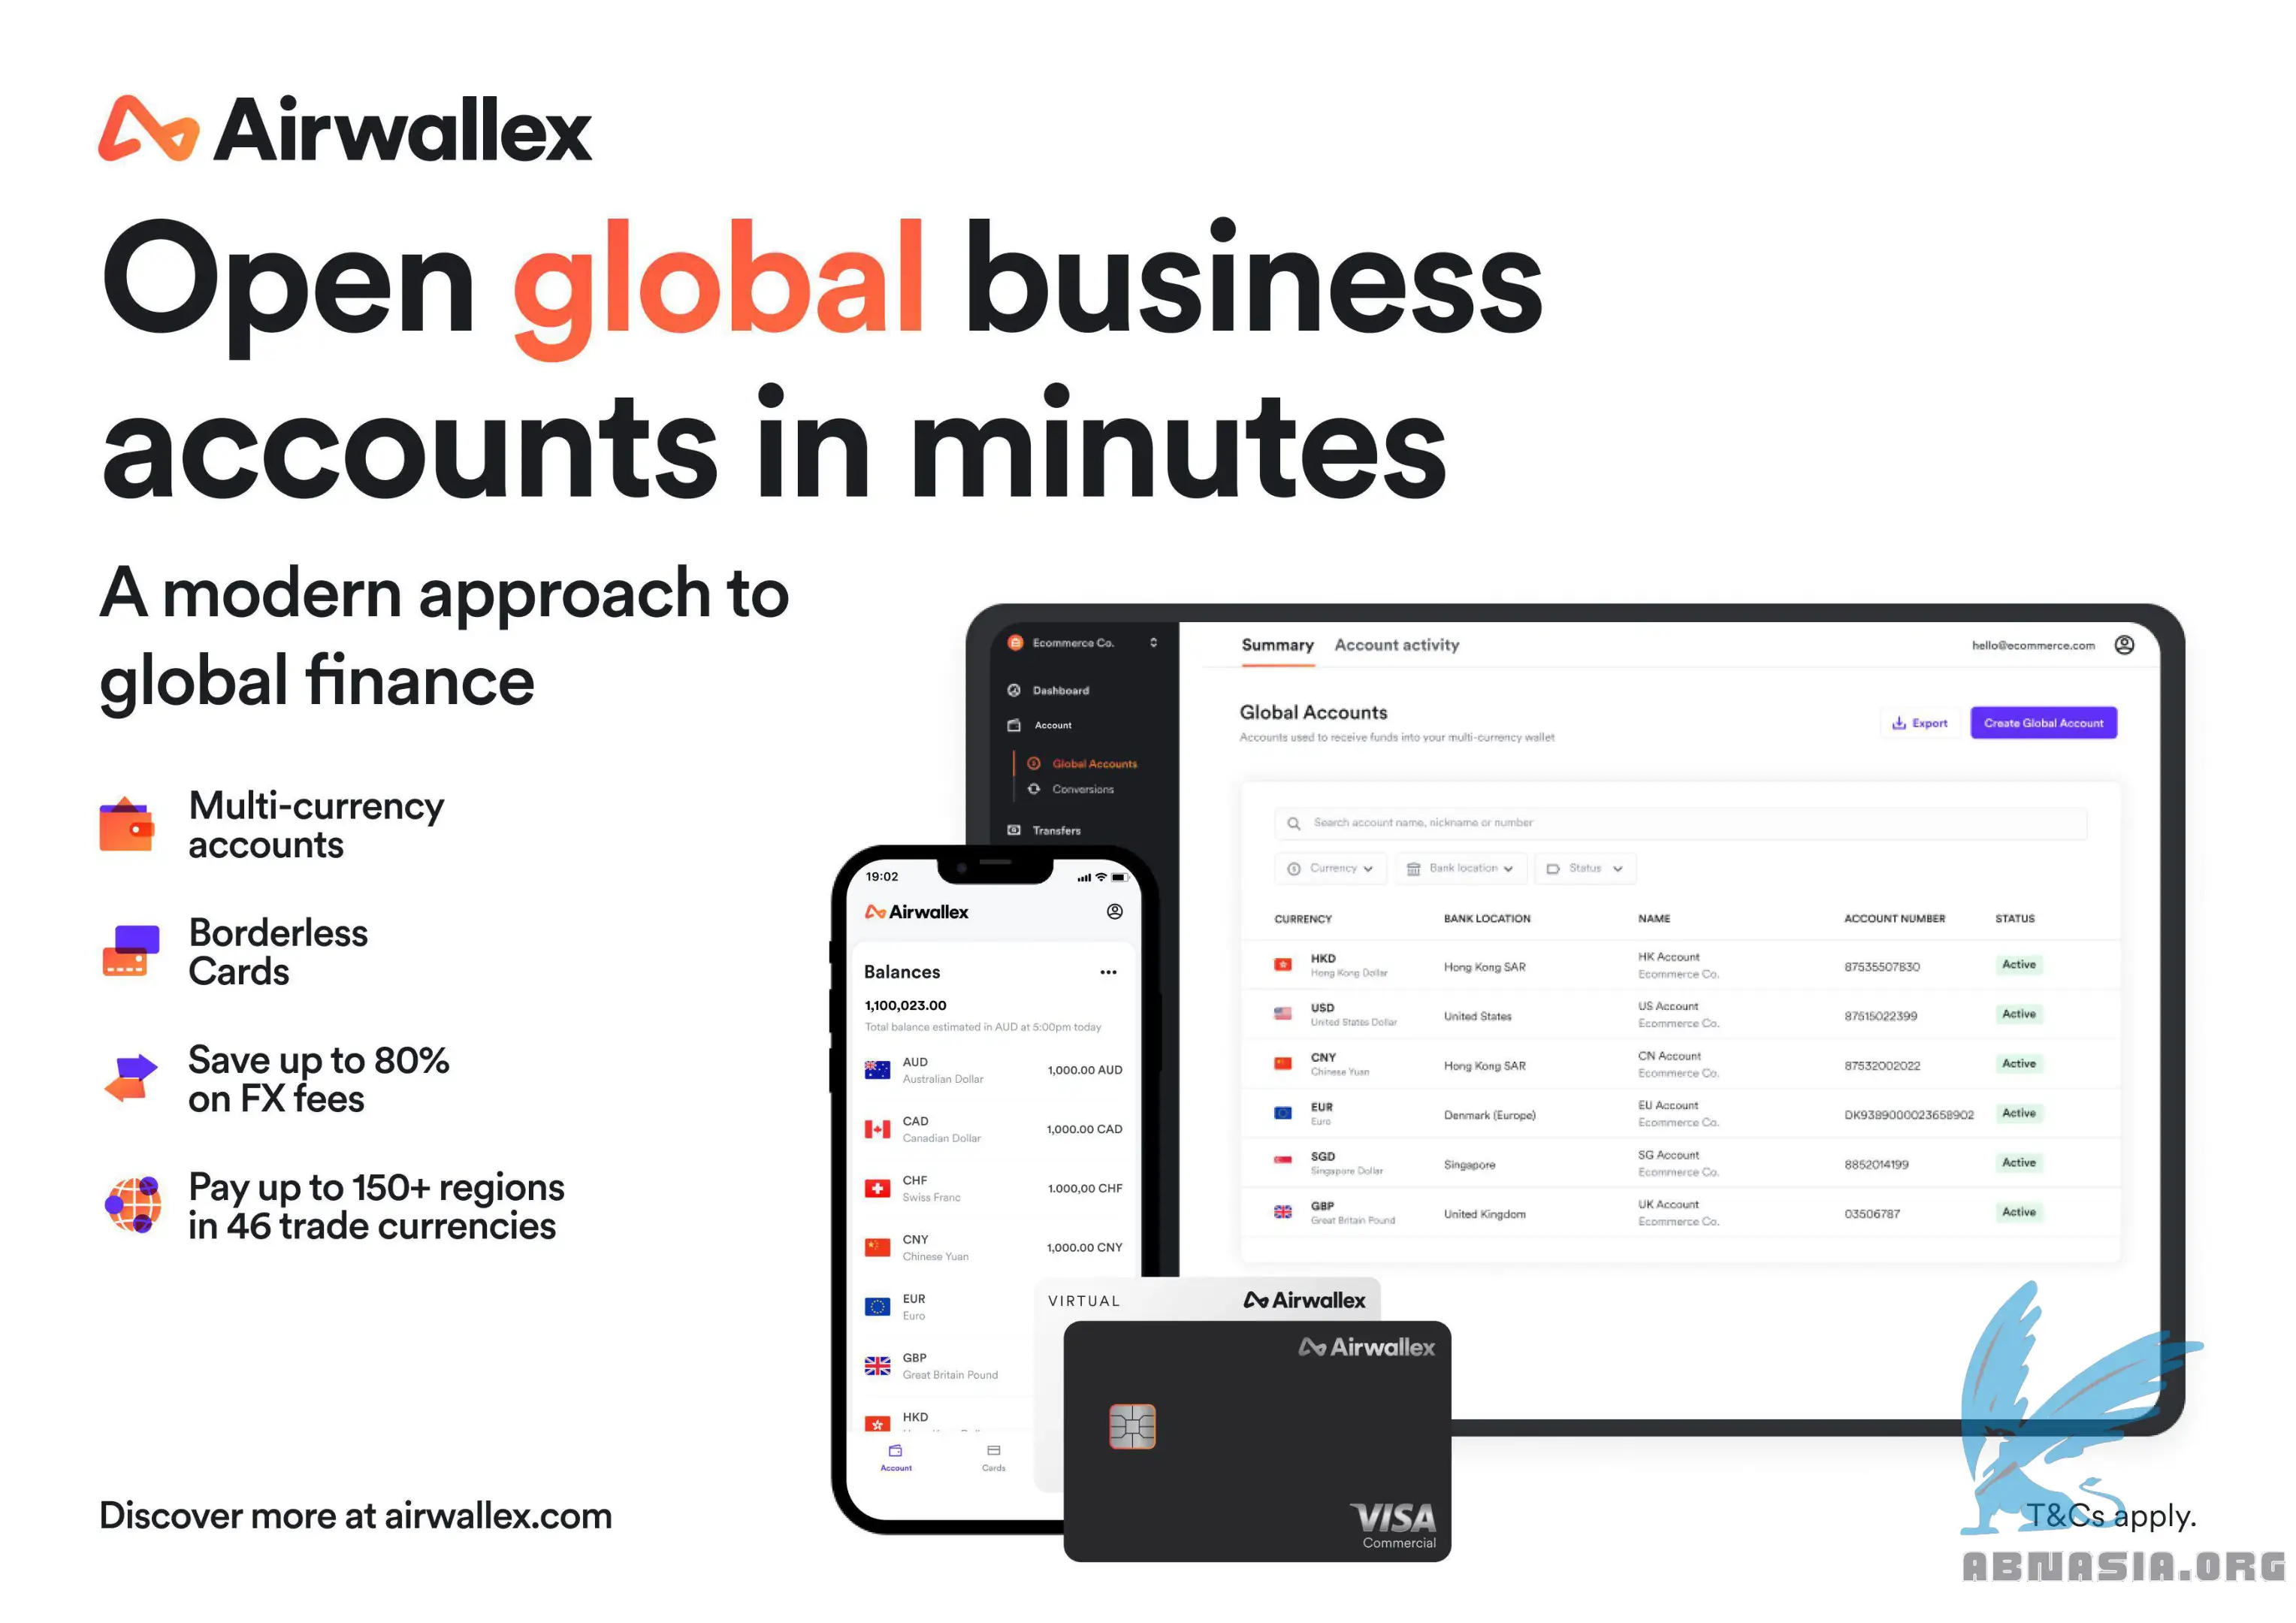 Airwallex
Open global business
accounts in minutes
A modern approach to
global finance
Multi-currency
accounts
Borderless
Cards
Save up to 80%
on FX fees
Pay up to 150+ regions
in 46 trade currencies
Discover more at airwallex.com
Ecommerce Co.
Dashboard
Account
Global Accounts
Conversions
Transfers
Summary Account activity
hello@ecommerce.com
Global Accounts
Accounts used to receive funds into your multi-currency wallet
Export
Create Global Account
Search account name, nickname or number
Currency Bank location Status
CURRENCY BANK LOCATION NAME ACCOUNT NUMBER STATUS
HKD
Hong Kong Dollar
Hong Kong SAR
HK Account
Ecommerce Co.
87535507830
Active
USD
United States Dollar
United States
US Account
Ecommerce Co.
87515022399
Active
CNY
Chinese Yuan
Hong Kong SAR
CN Account
Ecommerce Co.
87532002022
Active
EUR
Euro
Denmark (Europe)
EU Account
Ecommerce Co.
DK9389000023658902
Active
SGD
Singapore Dollar
Singapore
SG Account
Ecommerce Co.
8852014199
Active
GBP
Great Britain Pound
United Kingdom
UK Account
Ecommerce Co.
03506787
Active
19:02
Airwallex
Balances
1,100,023.00
Total balance estimated in AUD at 5:00pm today
AUD
Australian Dollar
1,000.00 AUD
CAD
Canadian Dollar
1,000.00 CAD
CHF
Swiss Franc
1.000,00 CHF
CNY
Chinese Yuan
1,000.00 CNY
EUR
Euro
GBP
Great Britain Pound
HKD
Account Cards
VIRTUAL Airwallex
Airwallex
VISA
Commercial
T&Cs apply.
ABNASIA.ORG